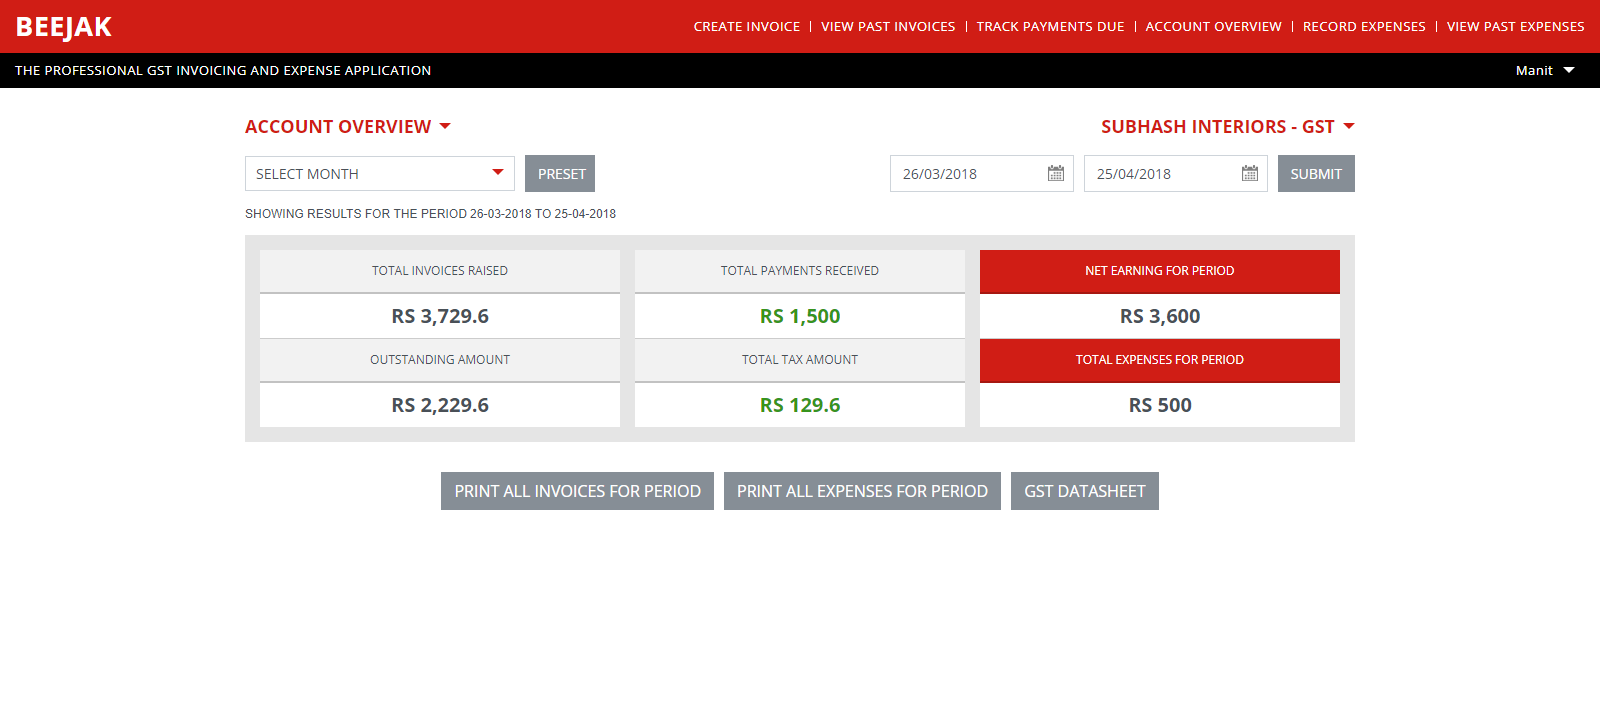 BEEJAK
CREATE INVOICE | VIEW PAST INVOICES | TRACK PAYMENTS DUE | ACCOUNT OVERVIEW | RECORD EXPENSES | VIEW PAST EXPENSES
THE PROFESSIONAL GST INVOICING AND EXPENSE APPLICATION
Manit
ACCOUNT OVERVIEW
SUBHASH INTERIORS - GST
SELECT MONTH PRESET
26/03/2018 25/04/2018 SUBMIT
SHOWING RESULTS FOR THE PERIOD 26-03-2018 TO 25-04-2018
TOTAL INVOICES RAISED TOTAL PAYMENTS RECEIVED NET EARNING FOR PERIOD
RS 3,729.6 RS 1,500 RS 3,600
OUTSTANDING AMOUNT TOTAL TAX AMOUNT TOTAL EXPENSES FOR PERIOD
RS 2,229.6 RS 129.6 RS 500
PRINT ALL INVOICES FOR PERIOD PRINT ALL EXPENSES FOR PERIOD GST DATASHEET